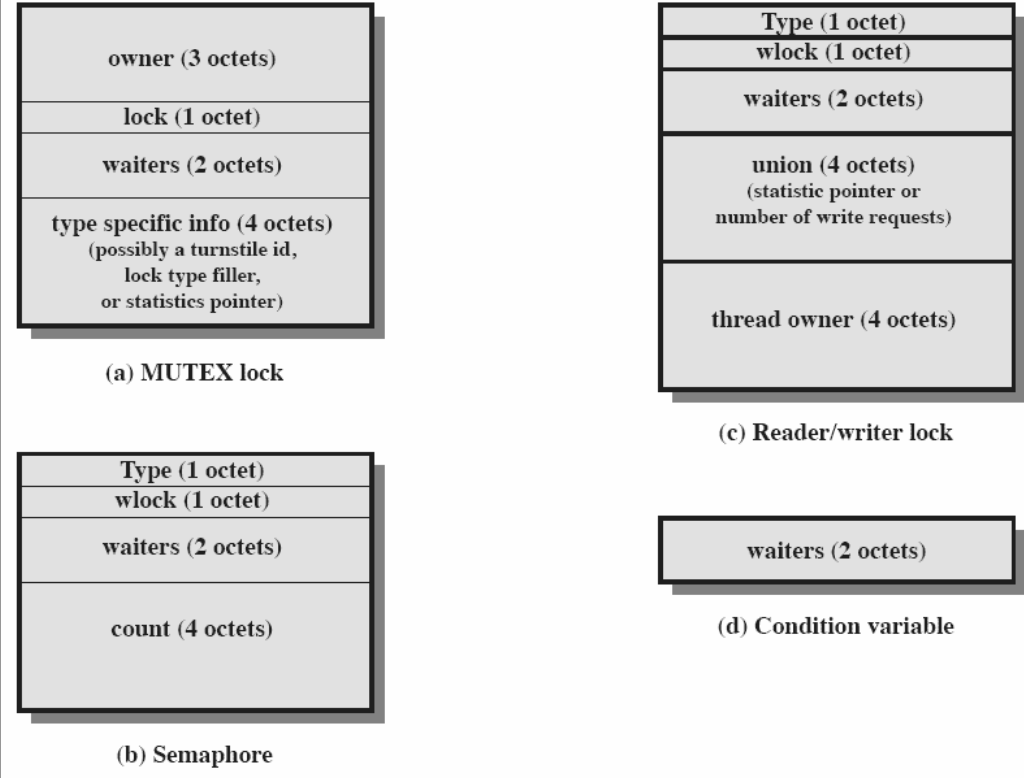 owner (3 octets)
lock (1 octet)
waiters (2 octets)
type specific info (4 octets)
(possibly a turnstile id,
lock type filler,
or statistics pointer)
(a) MUTEX lock
Type (1 octet)
wlock (1 octet)
waiters (2 octets)
count (4 octets)
(b) Semaphore
Type (1 octet)
wlock (1 octet)
waiters (2 octets)
union (4 octets)
(statistic pointer or
number of write requests)
thread owner (4 octets)
(c) Reader/writer lock
waiters (2 octets)
(d) Condition variable